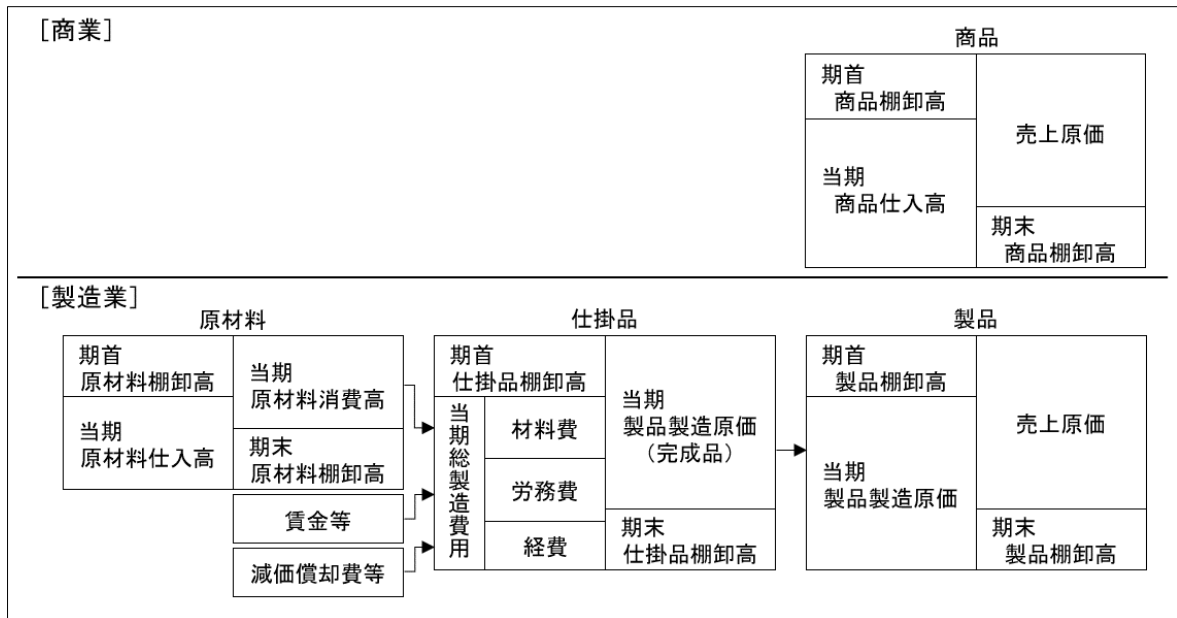 [商業]
商品
期首
商品棚卸高
売上原価
当期
商品仕入高
期末
商品棚卸高
[製造業]
原材料
期首
原材料棚卸高
当期
原材料消費高
当期
原材料仕入高
期末
原材料棚卸高
賃金等
減価償却費等
仕掛品
期首
仕掛品棚卸高
当期総製造費用
材料費
労務費
経費
当期
製品製造原価
(完成品)
期末
仕掛品棚卸高
製品
期首
製品棚卸高
売上原価
当期
製品製造原価
期末
製品棚卸高